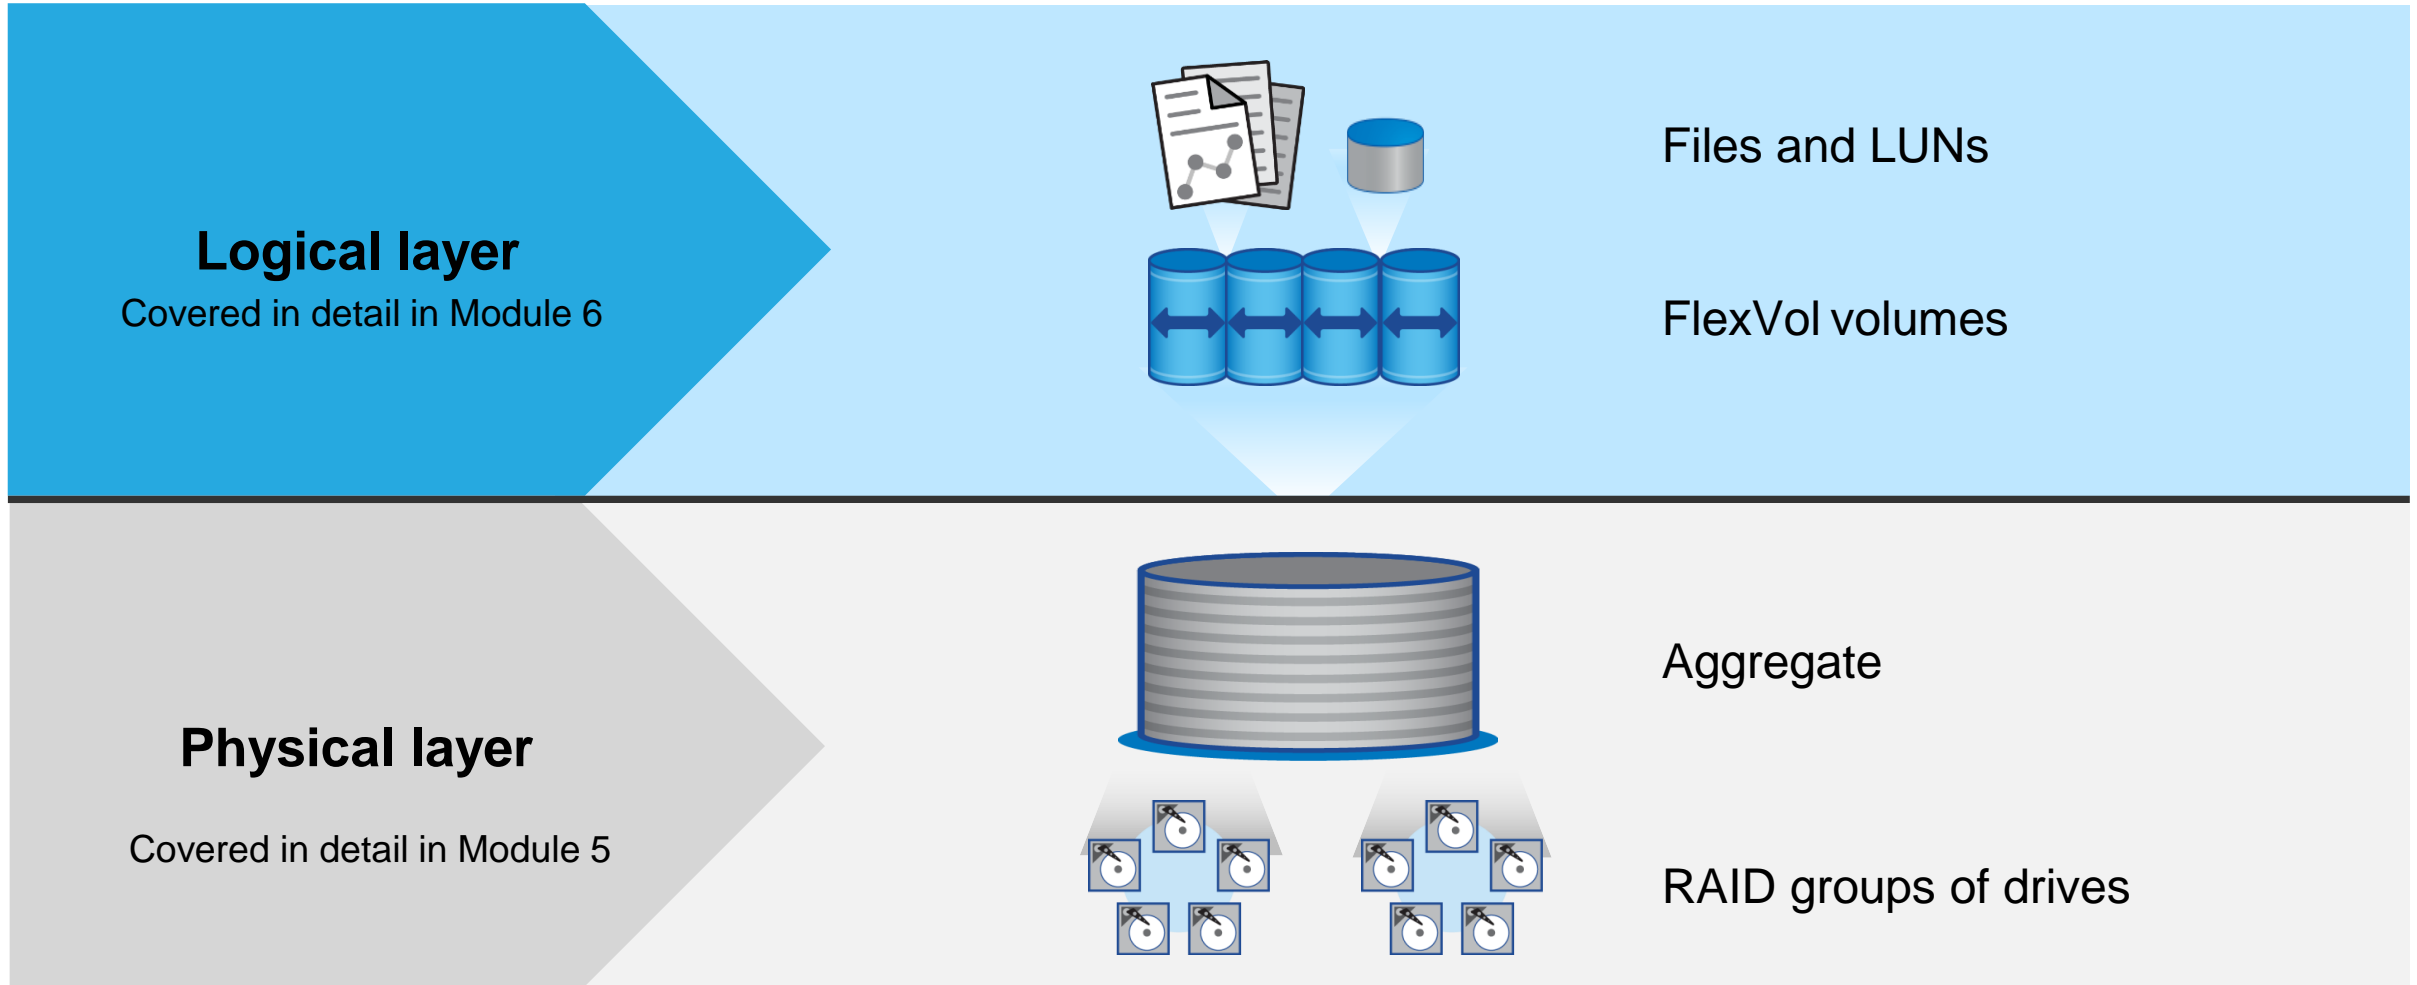 Files and LUNs
Logical layer
Covered in detail in Module 6
FlexVol volumes
Aggregate
Physical layer
Covered in detail in Module 5
RAID groups of drives